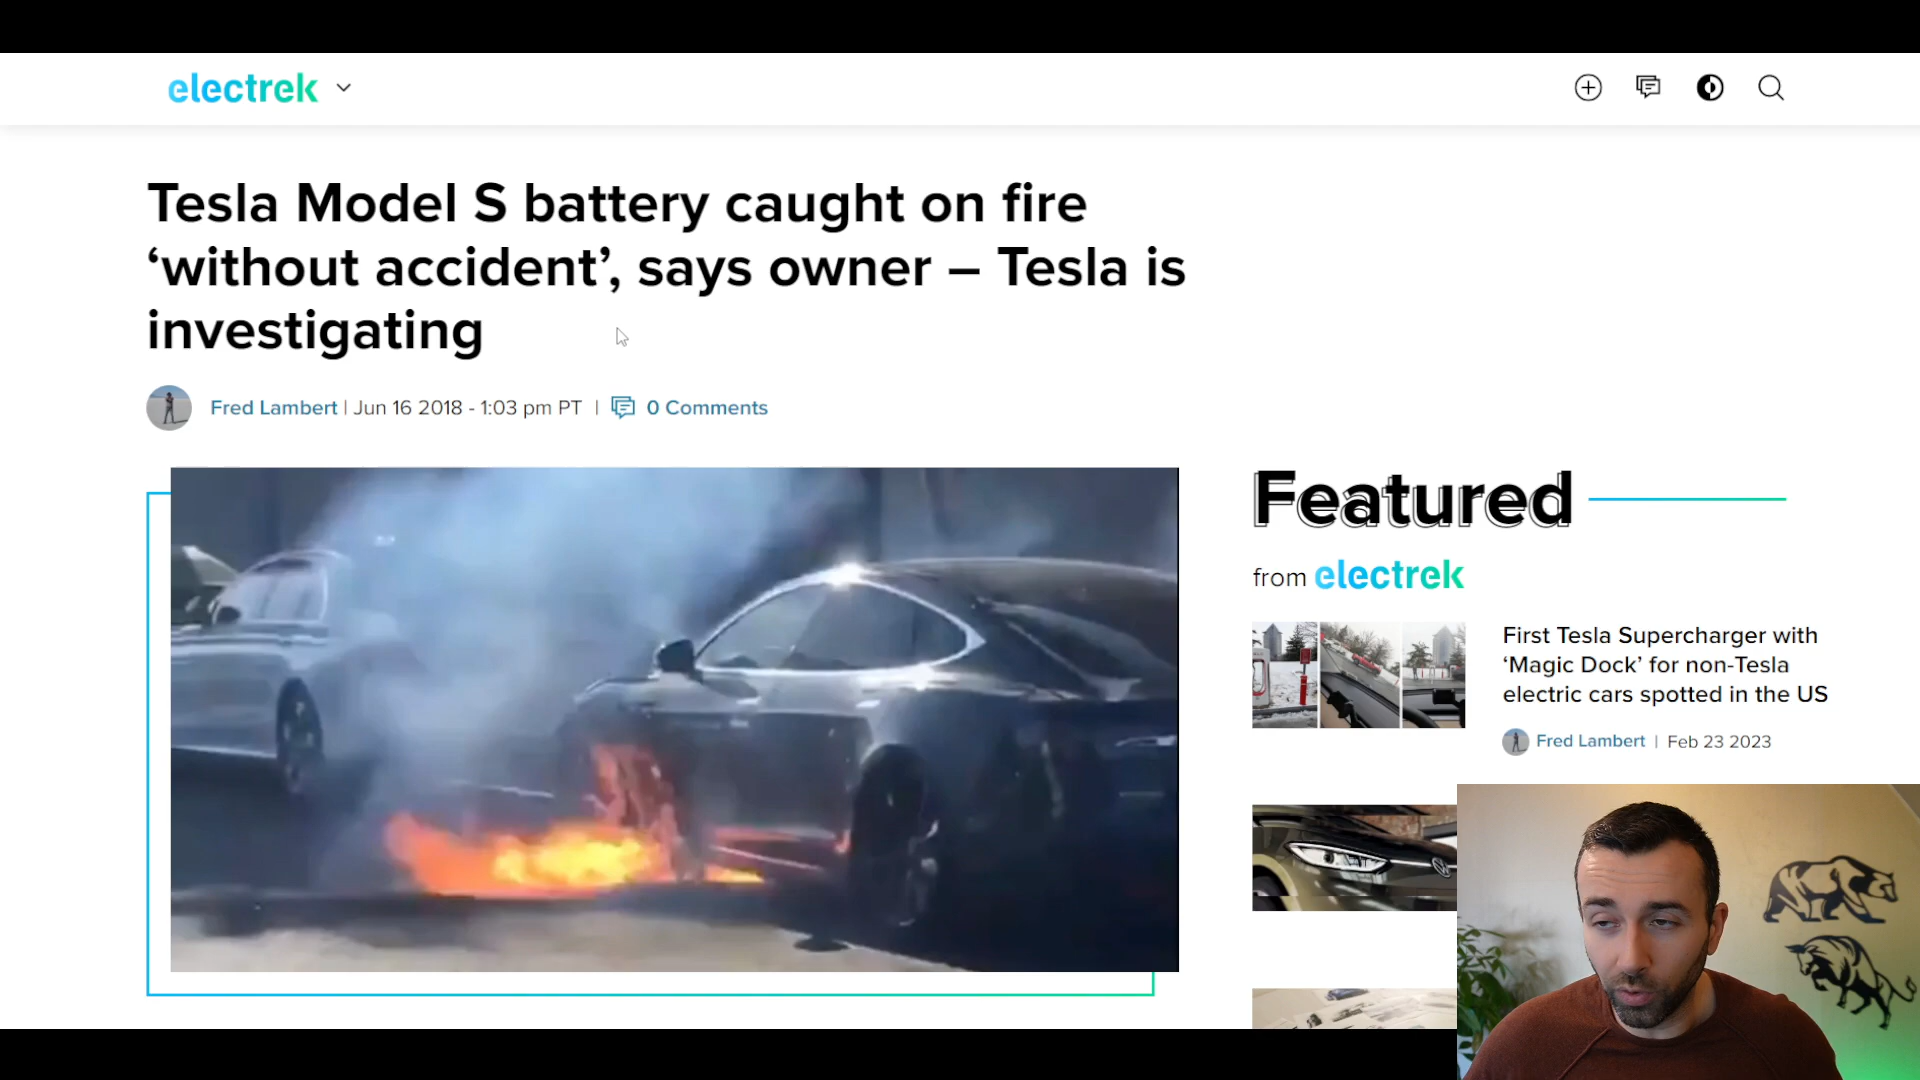 electrek
Tesla Model S battery caught on fire
‘without accident’, says owner – Tesla is
investigating
Fred Lambert | Jun 16 2018 - 1:03 pm PT | 0 Comments
Featured
from electrek
First Tesla Supercharger with
‘Magic Dock’ for non-Tesla
electric cars spotted in the US
Fred Lambert | Feb 23 2023